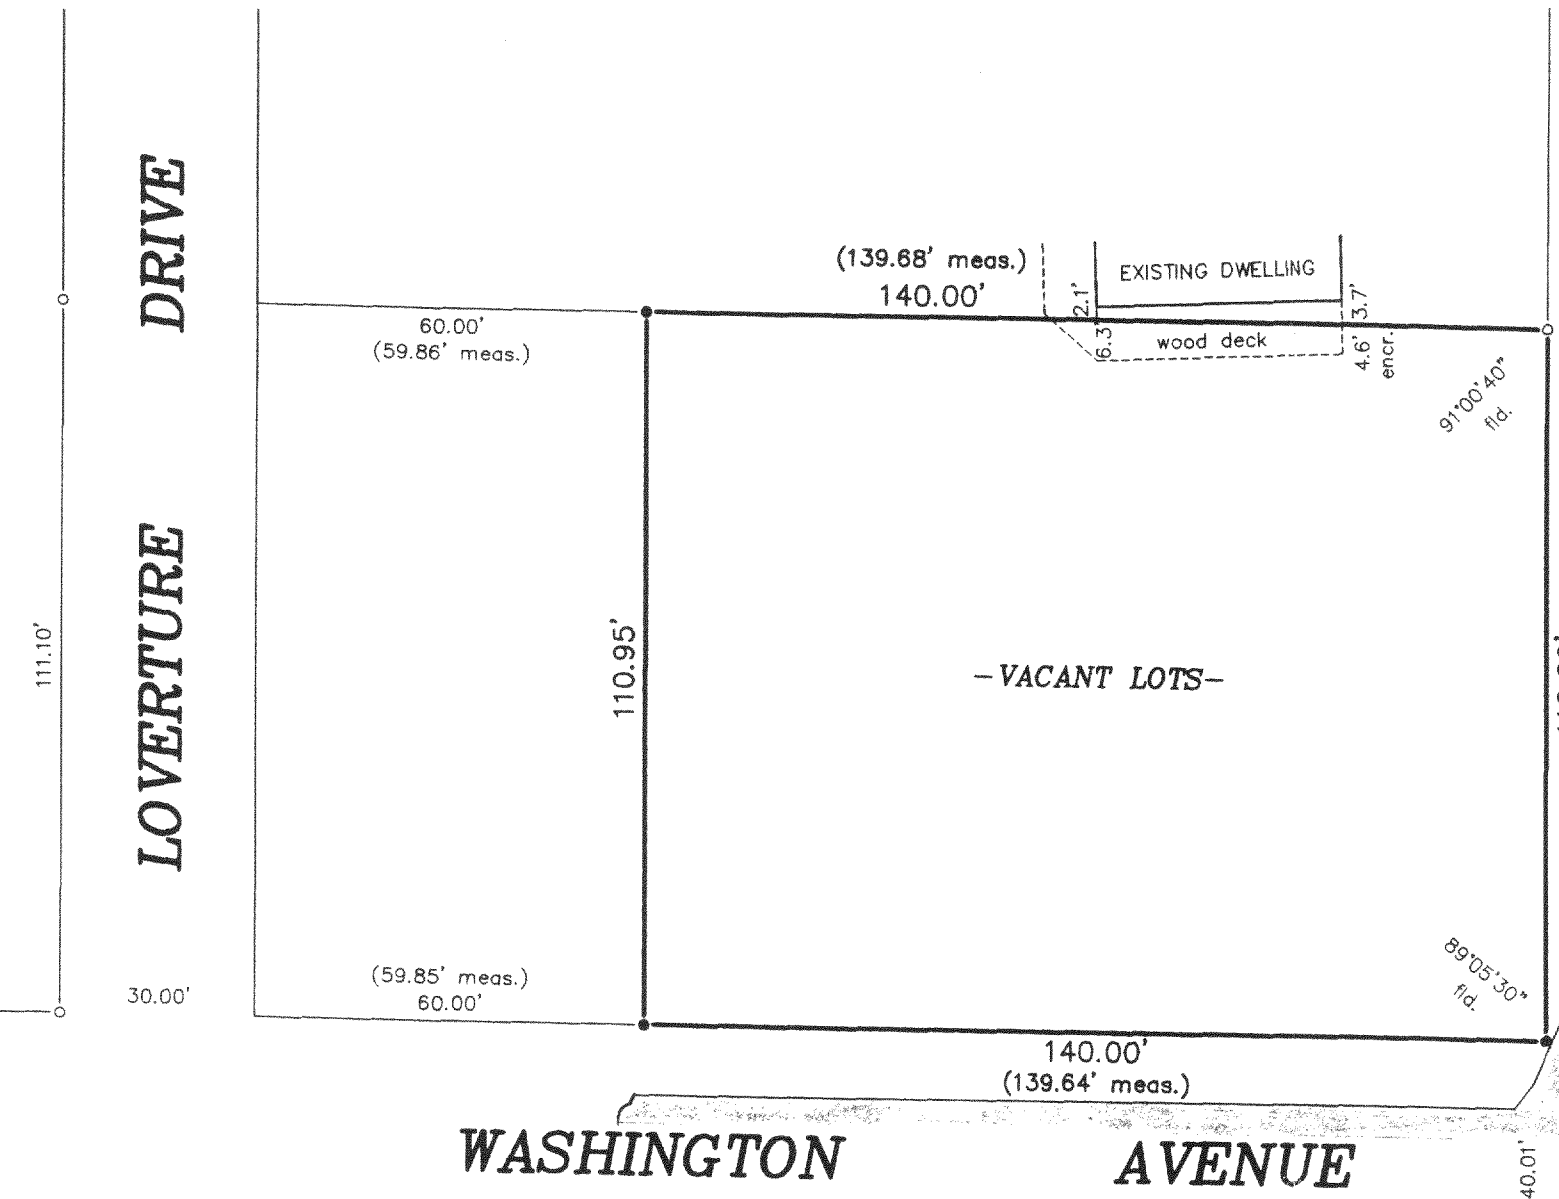 DRIVE
(139.68' meas.)
140.00'
EXISTING DWELLING
2.1'
3.7'
60.00'
(59.86' meas.)
6.3'
wood deck
4.6'
encr.
91°00'40"
fld.
LOVERTURE
111.10'
110.95'
-VACANT LOTS-
89°05'30"
fld.
(59.85' meas.)
60.00'
30.00'
140.00'
(139.64' meas.)
WASHINGTON AVENUE
40.01'